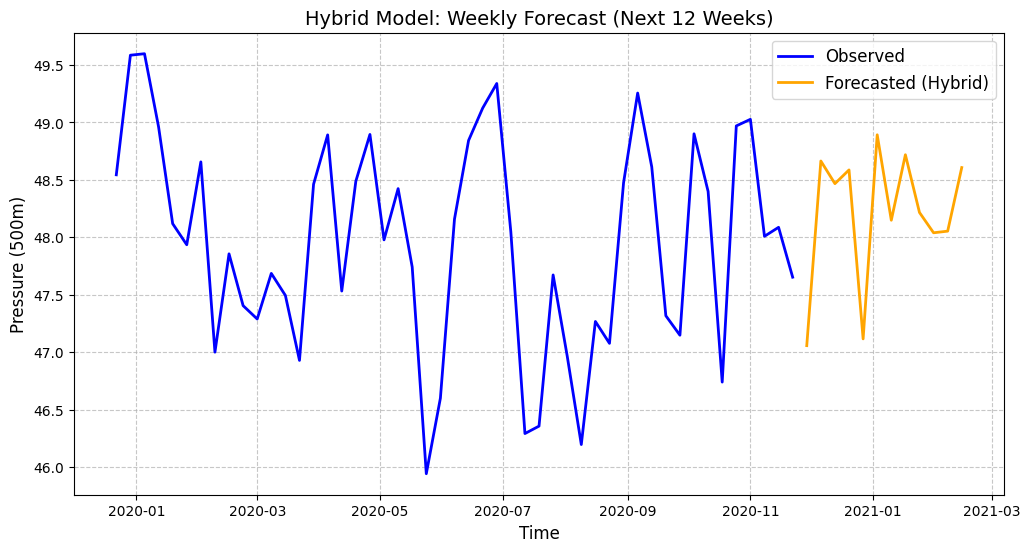 Hybrid Model: Weekly Forecast (Next 12 Weeks)
Observed
Forecasted (Hybrid)
Pressure (500m)
49.5
49.0
48.5
48.0
47.5
47.0
46.5
46.0
2020-01 2020-03 2020-05 2020-07 2020-09 2020-11 2021-01 2021-03
Time